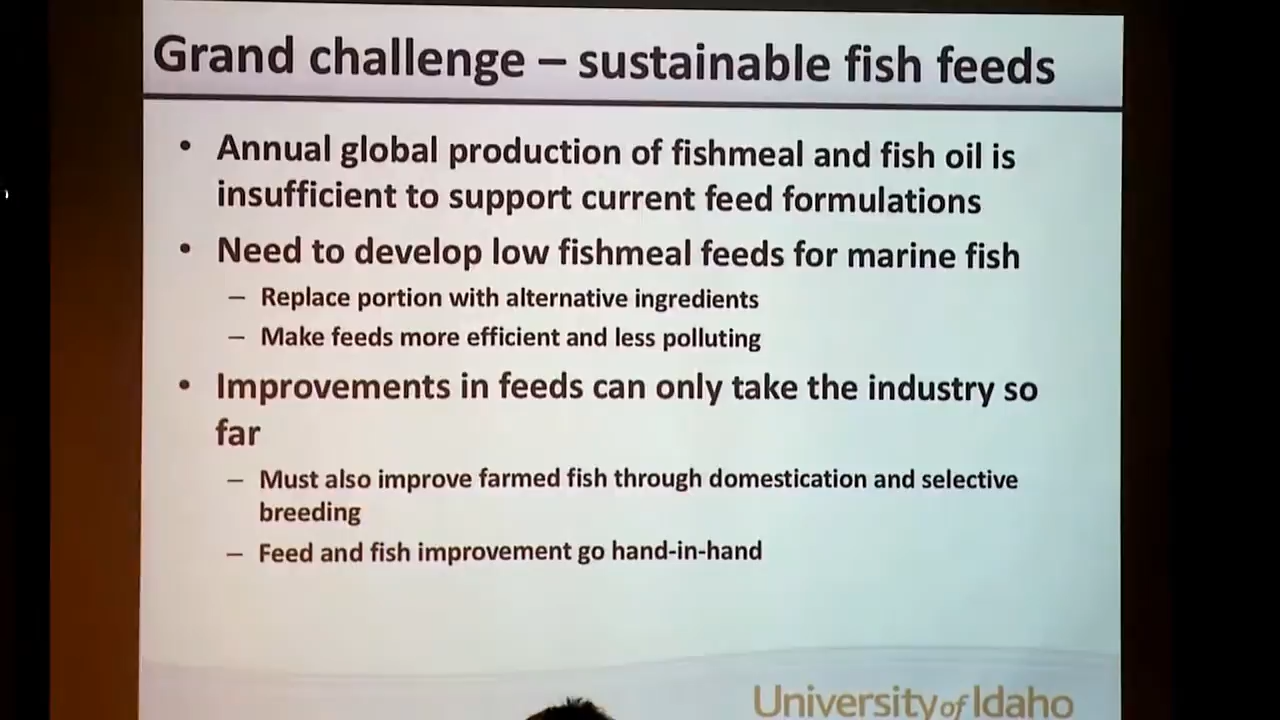 Grand challenge – sustainable fish feeds
• Annual global production of fishmeal and fish oil is
insufficient to support current feed formulations
• Need to develop low fishmeal feeds for marine fish
– Replace portion with alternative ingredients
– Make feeds more efficient and less polluting
• Improvements in feeds can only take the industry so
far
– Must also improve farmed fish through domestication and selective
breeding
– Feed and fish improvement go hand-in-hand
University of Idaho